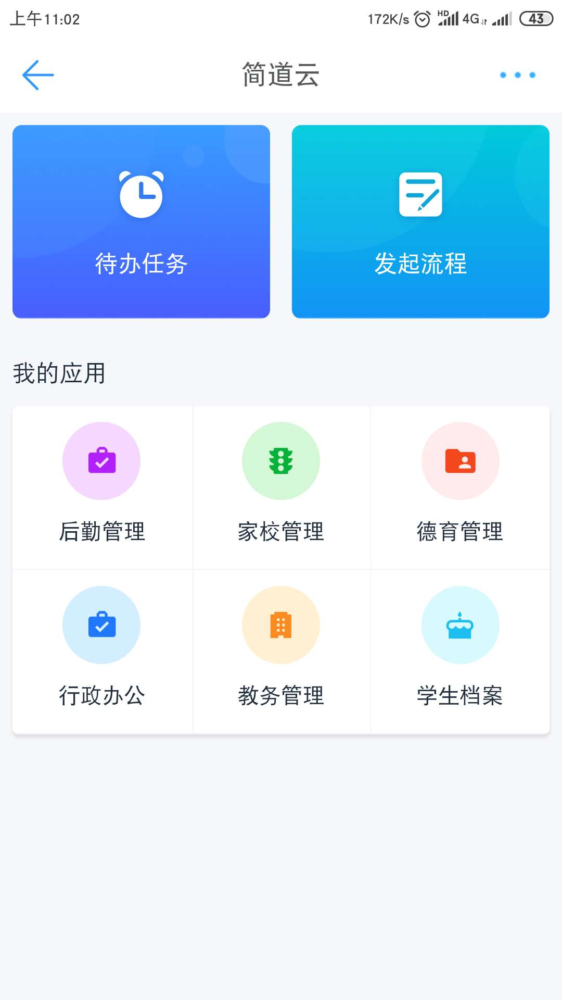 上午11:02 172K/s HD 4G 43
简道云
待办任务 发起流程
我的应用
后勤管理 家校管理 德育管理
行政办公 教务管理 学生档案